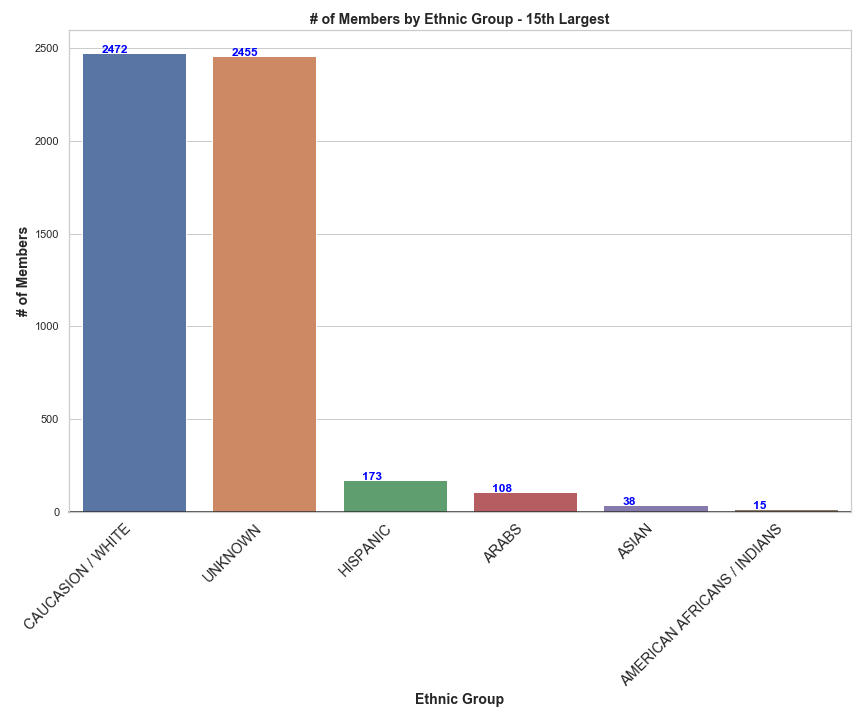 # of Members by Ethnic Group - 15th Largest
2500
2000
1500
1000
500
0
# of Members
2472
2455
173
108
38
15
CAUCASION / WHITE
UNKNOWN
HISPANIC
ARABS
ASIAN
AMERICAN AFRICANS / INDIANS
Ethnic Group